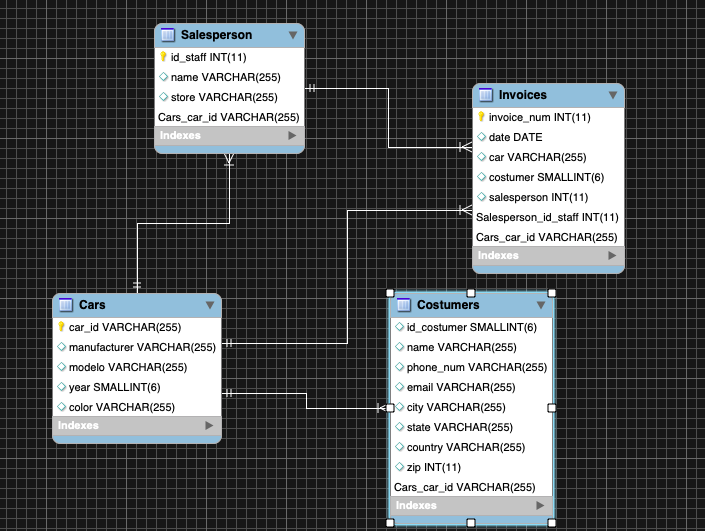 Salesperson
id_staff INT(11)
name VARCHAR(255)
store VARCHAR(255)
Cars_car_id VARCHAR(255)
Indexes
Invoices
invoice_num INT(11)
date DATE
car VARCHAR(255)
costumer SMALLINT(6)
salesperson INT(11)
Salesperson_id_staff INT(11)
Cars_car_id VARCHAR(255)
Indexes
Cars
car_id VARCHAR(255)
manufacturer VARCHAR(255)
modelo VARCHAR(255)
year SMALLINT(6)
color VARCHAR(255)
Indexes
Costumers
id_costumer SMALLINT(6)
name VARCHAR(255)
phone_num VARCHAR(255)
email VARCHAR(255)
city VARCHAR(255)
state VARCHAR(255)
country VARCHAR(255)
zip INT(11)
Cars_car_id VARCHAR(255)
Indexes